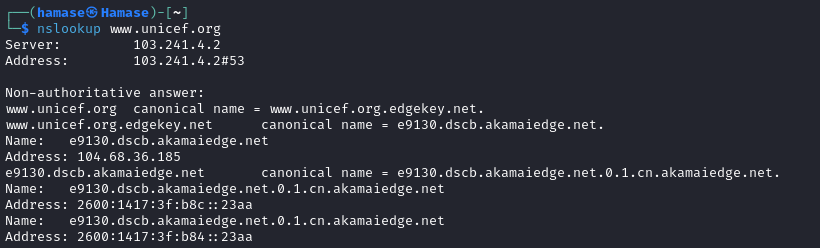 ┌──(hamase㉿Hamase)-[~]
└─$ nslookup www.unicef.org
Server:         103.241.4.2
Address:        103.241.4.2#53

Non-authoritative answer:
www.unicef.org  canonical name = www.unicef.org.edgekey.net.
www.unicef.org.edgekey.net      canonical name = e9130.dscb.akamaiedge.net.
Name:   e9130.dscb.akamaiedge.net
Address: 104.68.36.185
e9130.dscb.akamaiedge.net       canonical name = e9130.dscb.akamaiedge.net.0.1.cn.akamaiedge.net.
Name:   e9130.dscb.akamaiedge.net.0.1.cn.akamaiedge.net
Address: 2600:1417:3f:b8c::23aa
Name:   e9130.dscb.akamaiedge.net.0.1.cn.akamaiedge.net
Address: 2600:1417:3f:b84::23aa